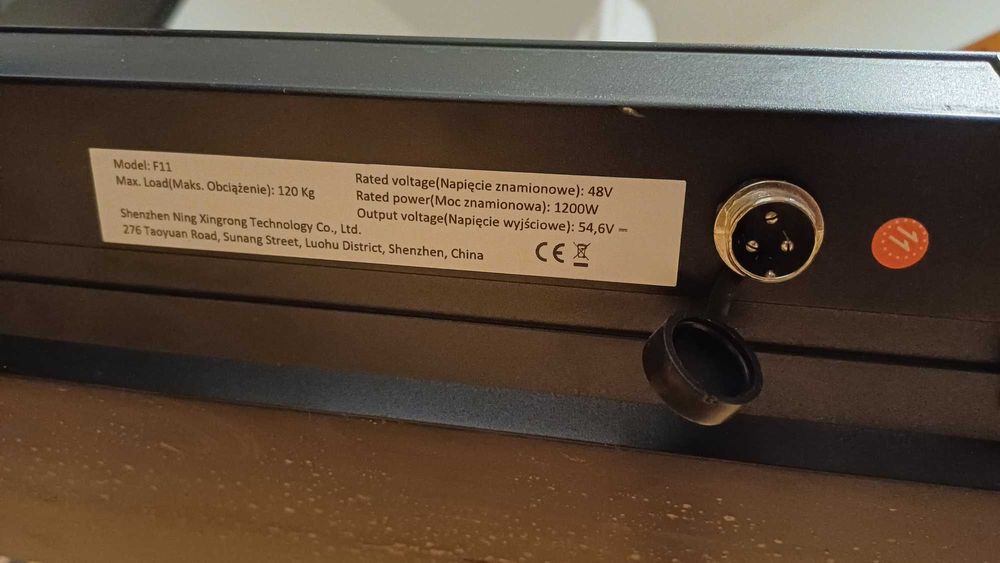 Model: F11
Max. Load(Maks. Obciążenie): 120 Kg
Shenzhen Ning Xingrong Technology Co., Ltd.
276 Taoyuan Road, Sunang Street, Luohu District, Shenzhen, China
Rated voltage(Napięcie znamionowe): 48V
Rated power(Moc znamionowa): 1200W
Output voltage(Napięcie wyjściowe): 54,6V ⎓
CE
11